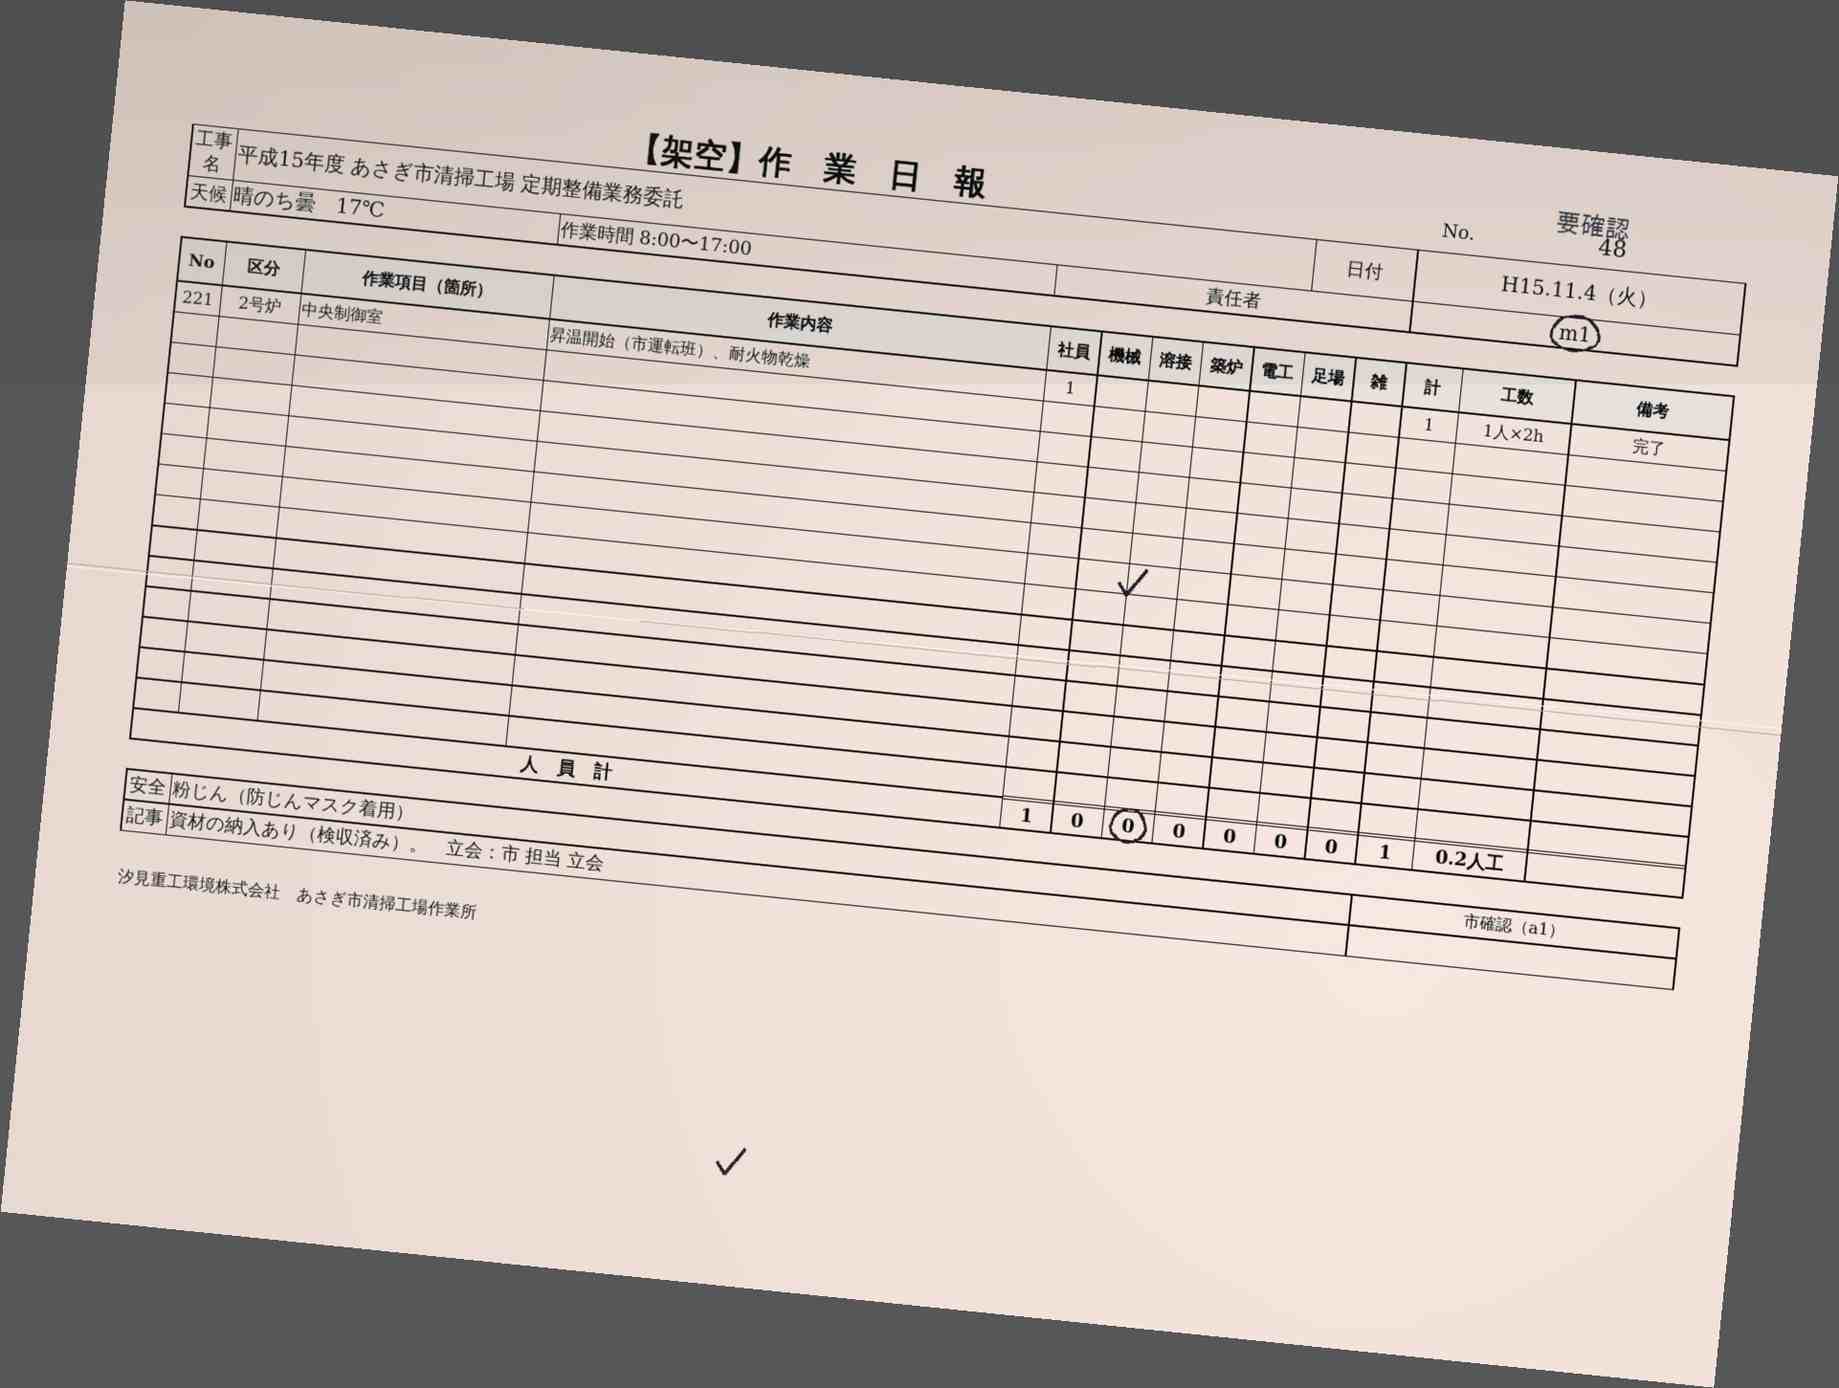 【架空】作 業 日 報
No. 48
要確認
工事名 平成15年度 あさぎ市清掃工場 定期整備業務委託 日付 H15.11.4（火）
天候 晴のち曇 17℃ 作業時間 8:00〜17:00 責任者 m1
No 区分 作業項目（箇所） 作業内容 社員 機械 溶接 築炉 電工 足場 雑 計 工数 備考
221 2号炉 中央制御室 昇温開始（市運転班）、耐火物乾燥 1 1 1人×2h 完了
人 員 計 1 0 0 0 0 0 0 1 0.2人工
安全 粉じん（防じんマスク着用） 市確認（a1）
記事 資材の納入あり（検収済み）。 立会：市 担当 立会
汐見重工環境株式会社 あさぎ市清掃工場作業所